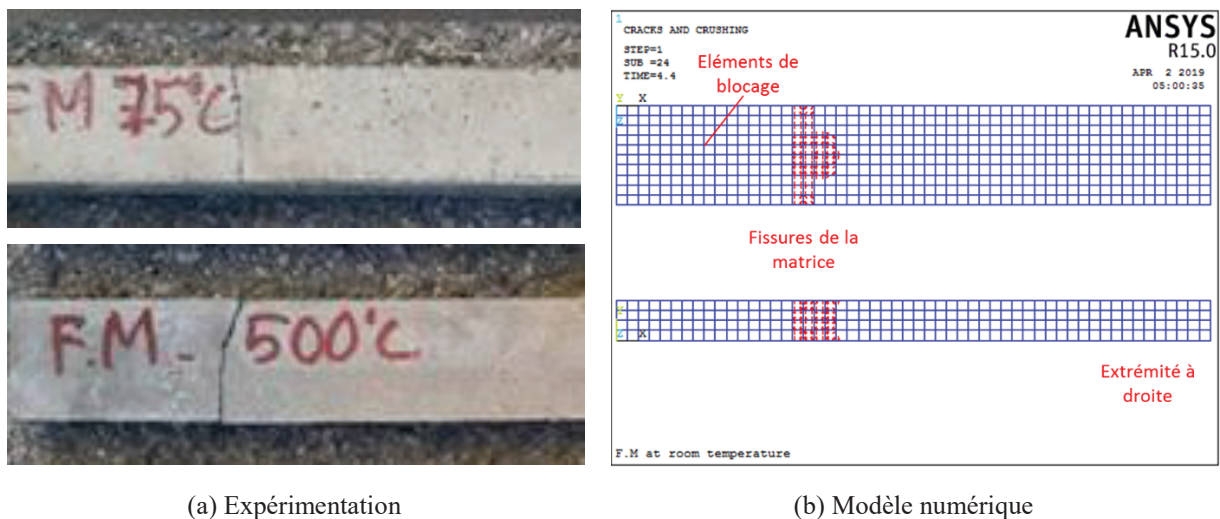 FM 75°C
F.M. - 500°C
1
CRACKS AND CRUSHING
STEP=1
SUB =24
TIME=4.4
ANSYS
R15.0
APR 2 2019
05:00:35
Eléments de
blocage
Y X
Z
Fissures de la
matrice
Y
Z X
Extrémité à
droite
F.M at room temperature
(a) Expérimentation
(b) Modèle numérique